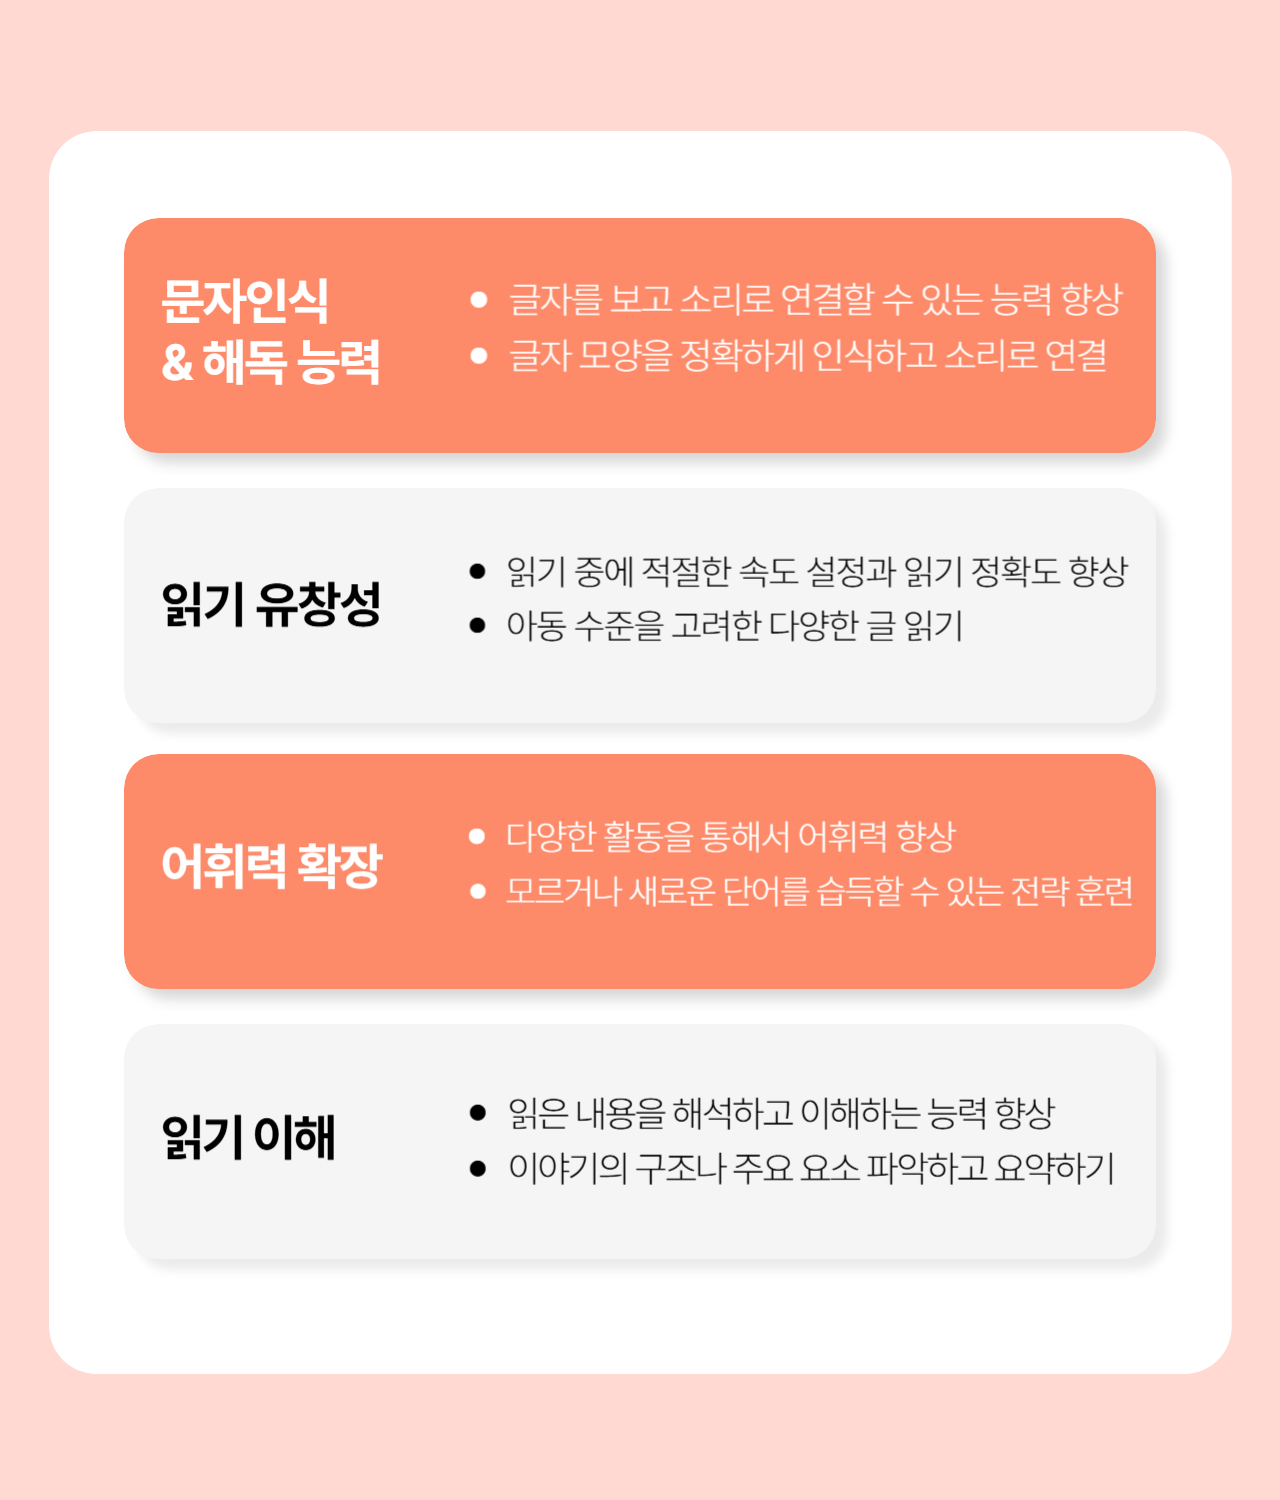 문자인식
& 해독 능력
● 글자를 보고 소리로 연결할 수 있는 능력 향상
● 글자 모양을 정확하게 인식하고 소리로 연결
읽기 유창성
● 읽기 중에 적절한 속도 설정과 읽기 정확도 향상
● 아동 수준을 고려한 다양한 글 읽기
어휘력 확장
● 다양한 활동을 통해서 어휘력 향상
● 모르거나 새로운 단어를 습득할 수 있는 전략 훈련
읽기 이해
● 읽은 내용을 해석하고 이해하는 능력 향상
● 이야기의 구조나 주요 요소 파악하고 요약하기